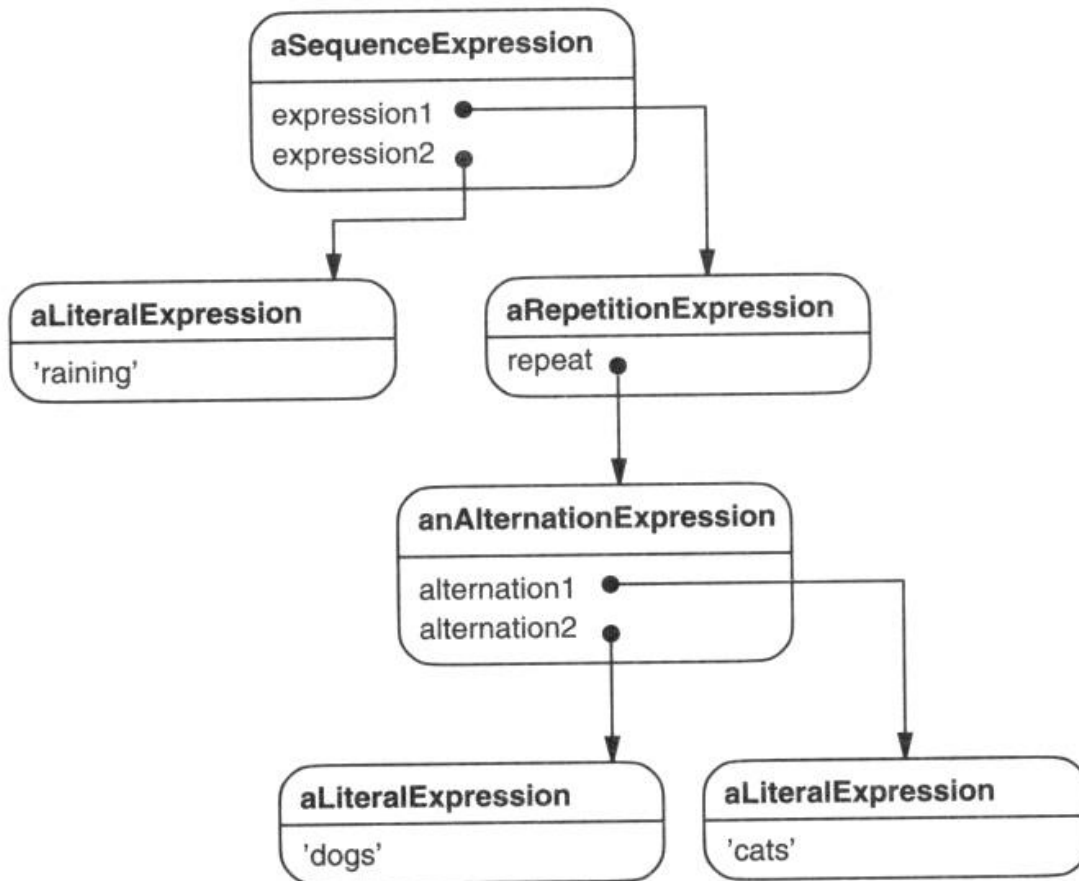 aSequenceExpression
expression1
expression2
aLiteralExpression
'raining'
aRepetitionExpression
repeat
anAlternationExpression
alternation1
alternation2
aLiteralExpression
'dogs'
aLiteralExpression
'cats'